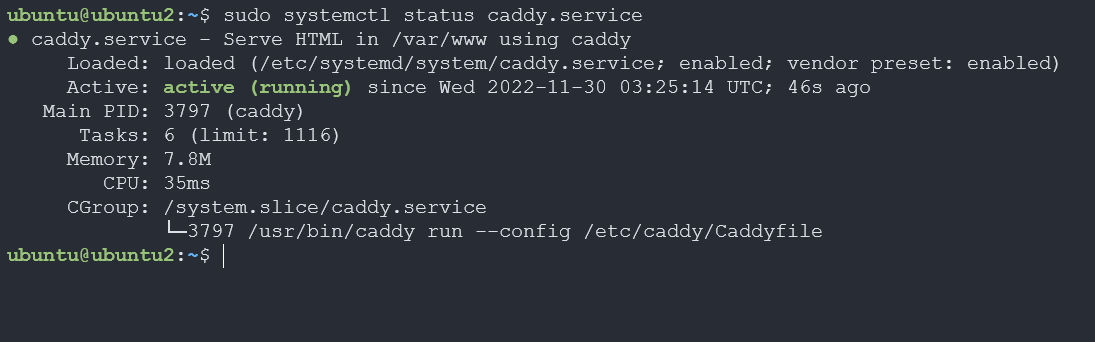 ubuntu@ubuntu2:~$ sudo systemctl status caddy.service
● caddy.service - Serve HTML in /var/www using caddy
     Loaded: loaded (/etc/systemd/system/caddy.service; enabled; vendor preset: enabled)
     Active: active (running) since Wed 2022-11-30 03:25:14 UTC; 46s ago
   Main PID: 3797 (caddy)
      Tasks: 6 (limit: 1116)
     Memory: 7.8M
        CPU: 35ms
     CGroup: /system.slice/caddy.service
             └─3797 /usr/bin/caddy run --config /etc/caddy/Caddyfile
ubuntu@ubuntu2:~$